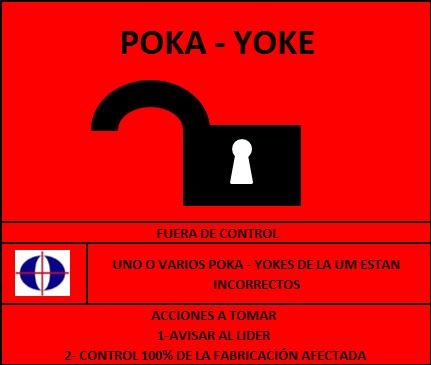 POKA - YOKE
FUERA DE CONTROL
UNO O VARIOS POKA - YOKES DE LA UM ESTAN
INCORRECTOS
ACCIONES A TOMAR
1-AVISAR AL LIDER
2- CONTROL 100% DE LA FABRICACIÓN AFECTADA